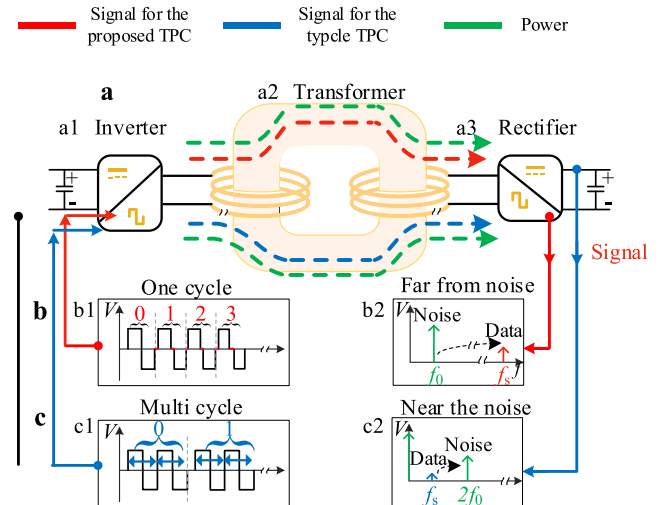 Signal for the
proposed TPC
Signal for the
typcle TPC
Power
a
a1 Inverter
a2 Transformer
a3 Rectifier
+
-
+
-
Signal
b
b1
One cycle
V
0 1 2 3
b2
Far from noise
V
Noise
Data
f0
fs
f
c
c1
Multi cycle
V
0 1
c2
Near the noise
V
Data
Noise
fs
2f0